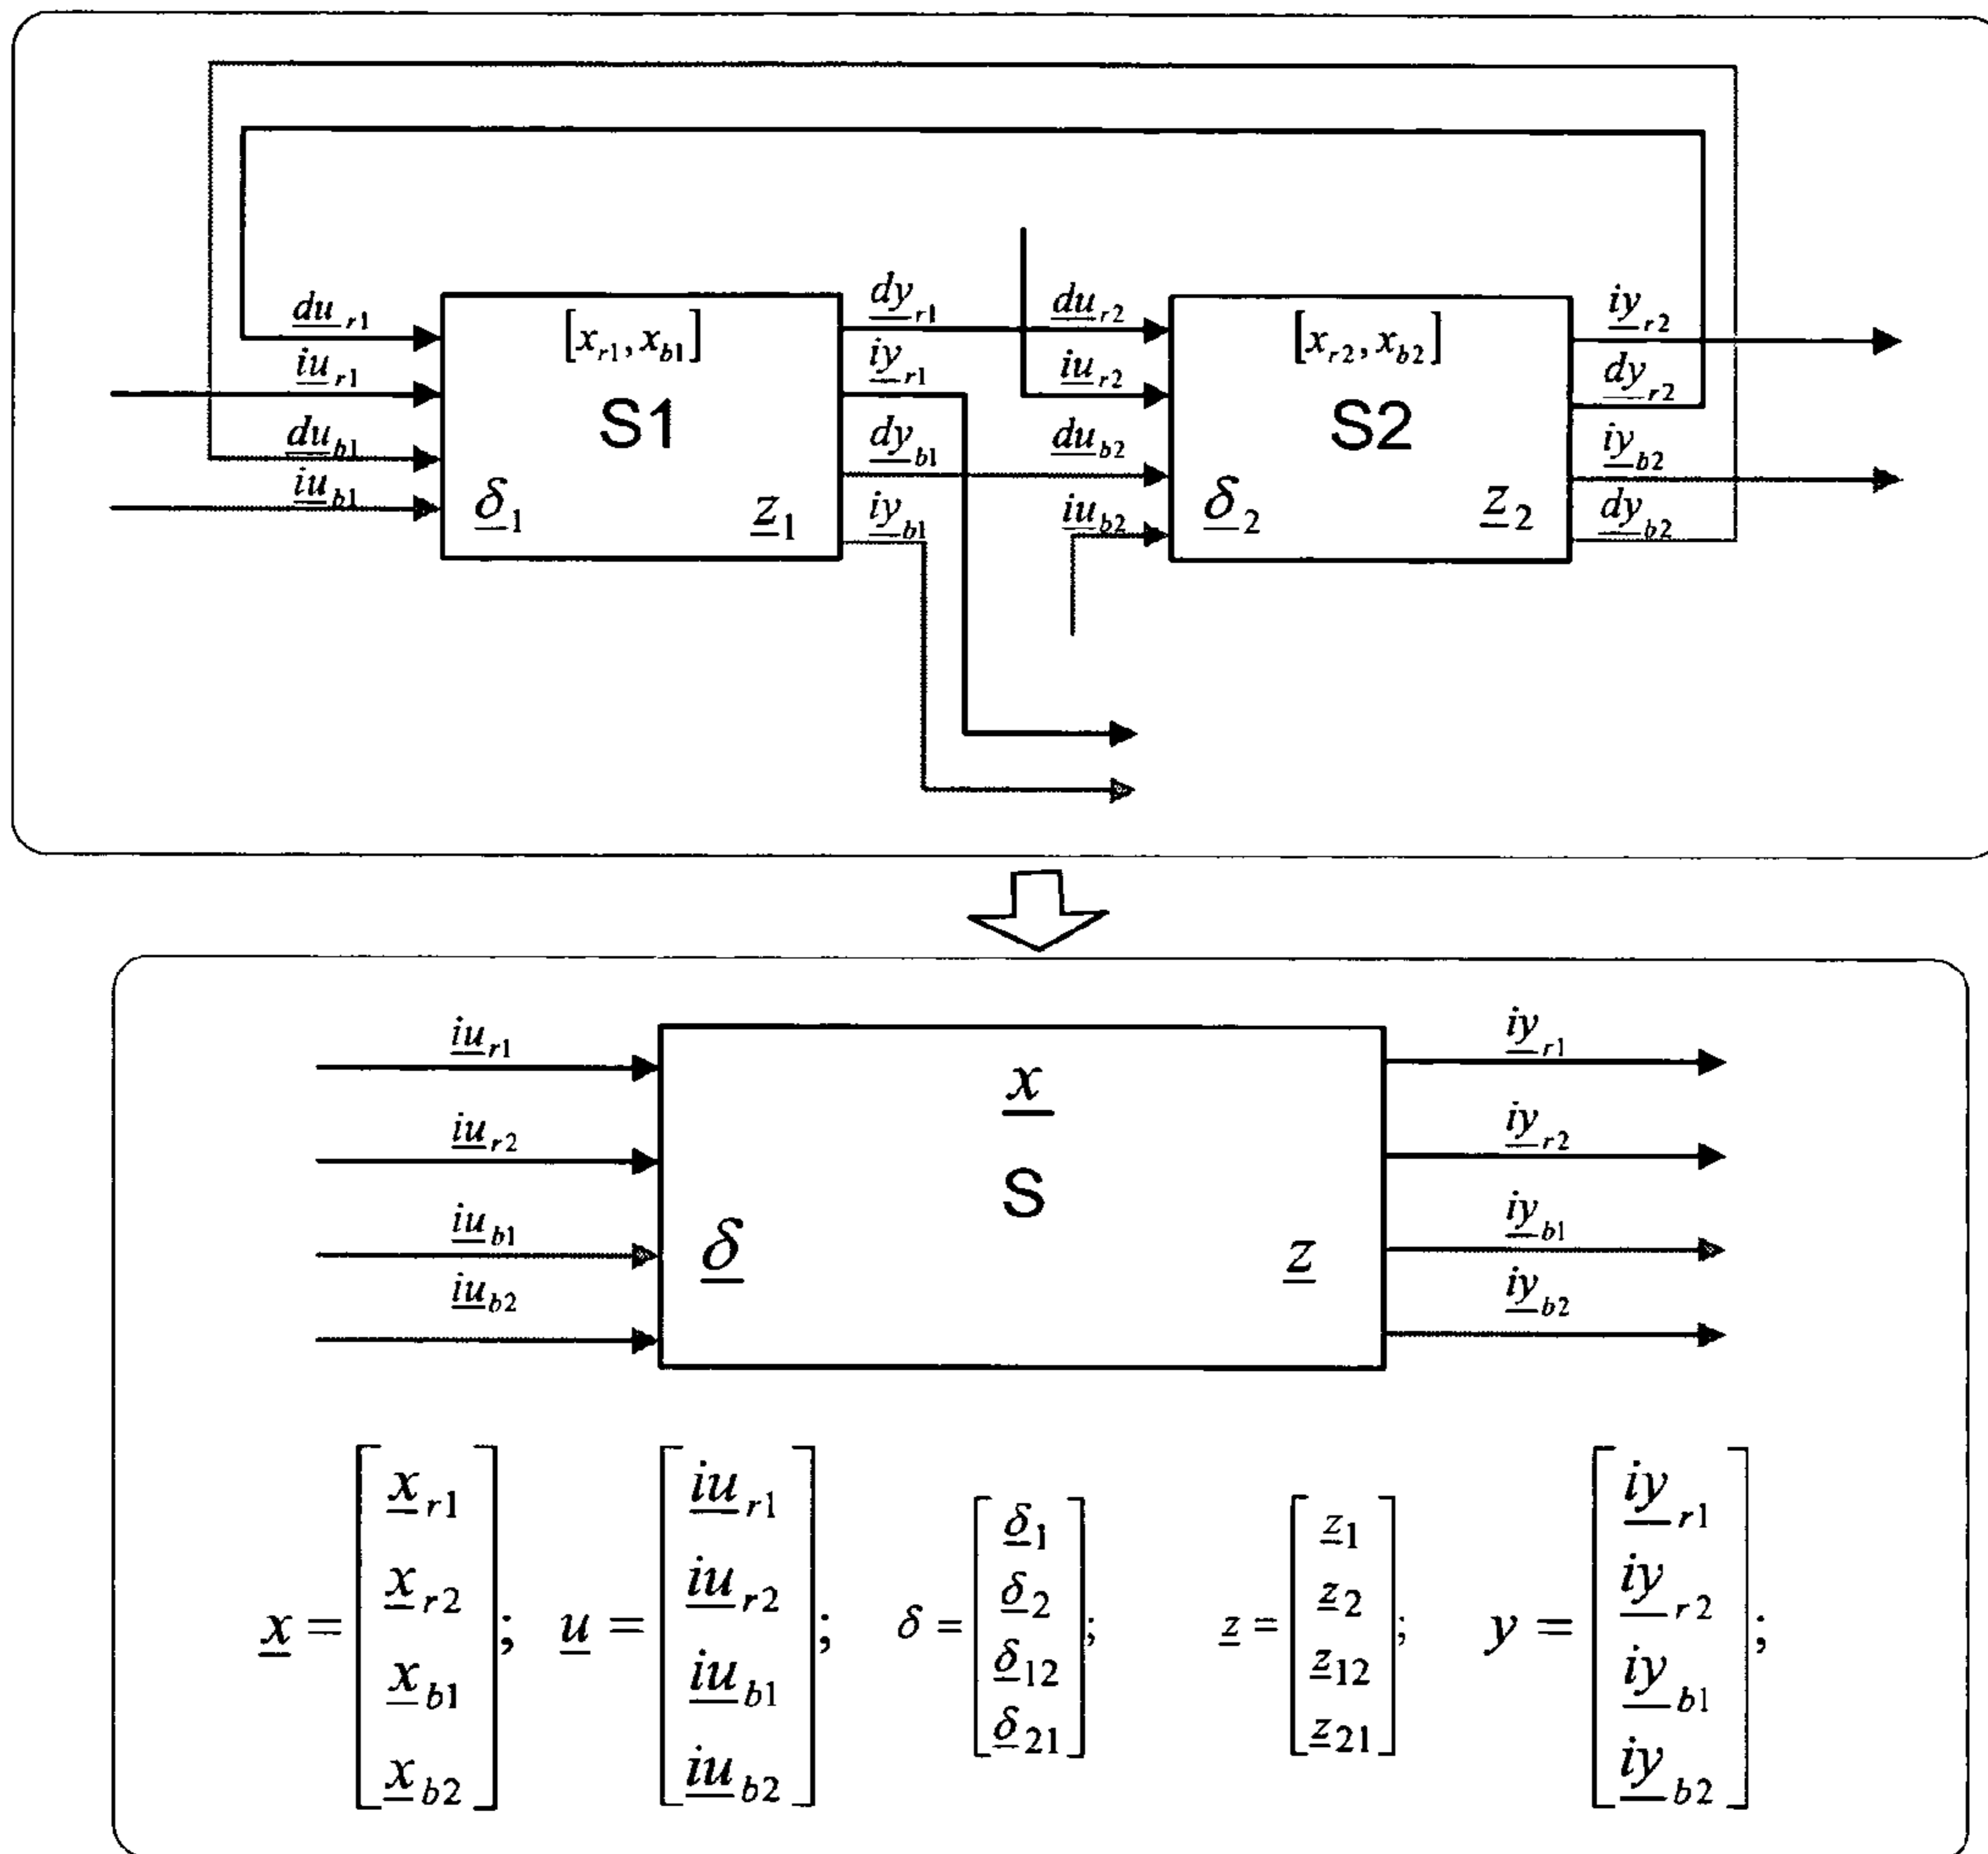 du_r1
iu_r1
du_b1
iu_b1
[x_r1, x_b1]
S1
δ_1 z_1
dy_r1
iy_r1
dy_b1
iy_b1
du_r2
iu_r2
du_b2
iu_b2
[x_r2, x_b2]
S2
δ_2 z_2
iy_r2
dy_r2
iy_b2
dy_b2
iu_r1
iu_r2
iu_b1
iu_b2
x
S
δ z
iy_r1
iy_r2
iy_b1
iy_b2
x = [x_r1 x_r2 x_b1 x_b2]; u = [iu_r1 iu_r2 iu_b1 iu_b2]; δ = [δ_1 δ_2 δ_12 δ_21]; z = [z_1 z_2 z_12 z_21]; y = [iy_r1 iy_r2 iy_b1 iy_b2];